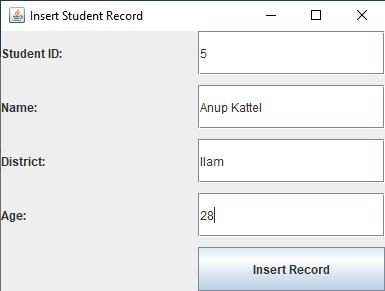 Insert Student Record
Student ID: 5
Name: Anup Kattel
District: Ilam
Age: 28
Insert Record